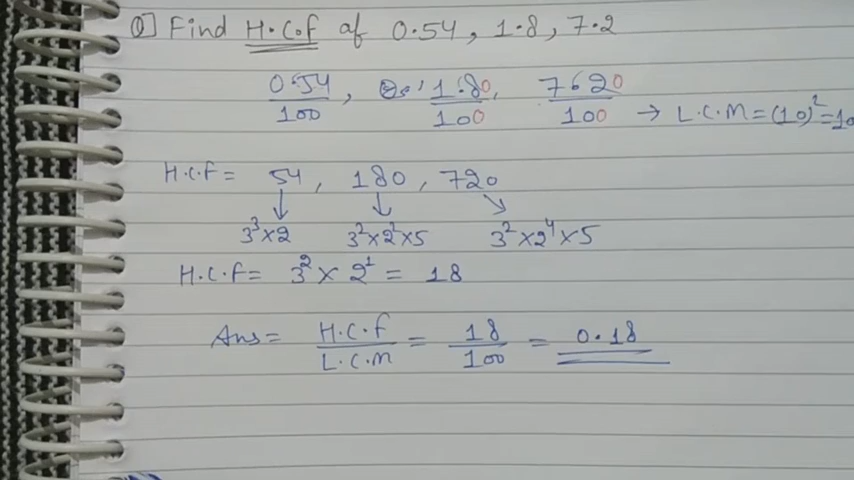 Q] Find H.C.f of 0.54, 1.8, 7.2
0.54/100, 1.80/100, 7.20/100 → L.C.M = (10)² = 10
H.C.F = 54, 180, 720
3³×2 3²×2²×5 3²×2⁴×5
H.C.F = 3² × 2¹ = 18
Ans = H.C.F/L.C.M = 18/100 = 0.18